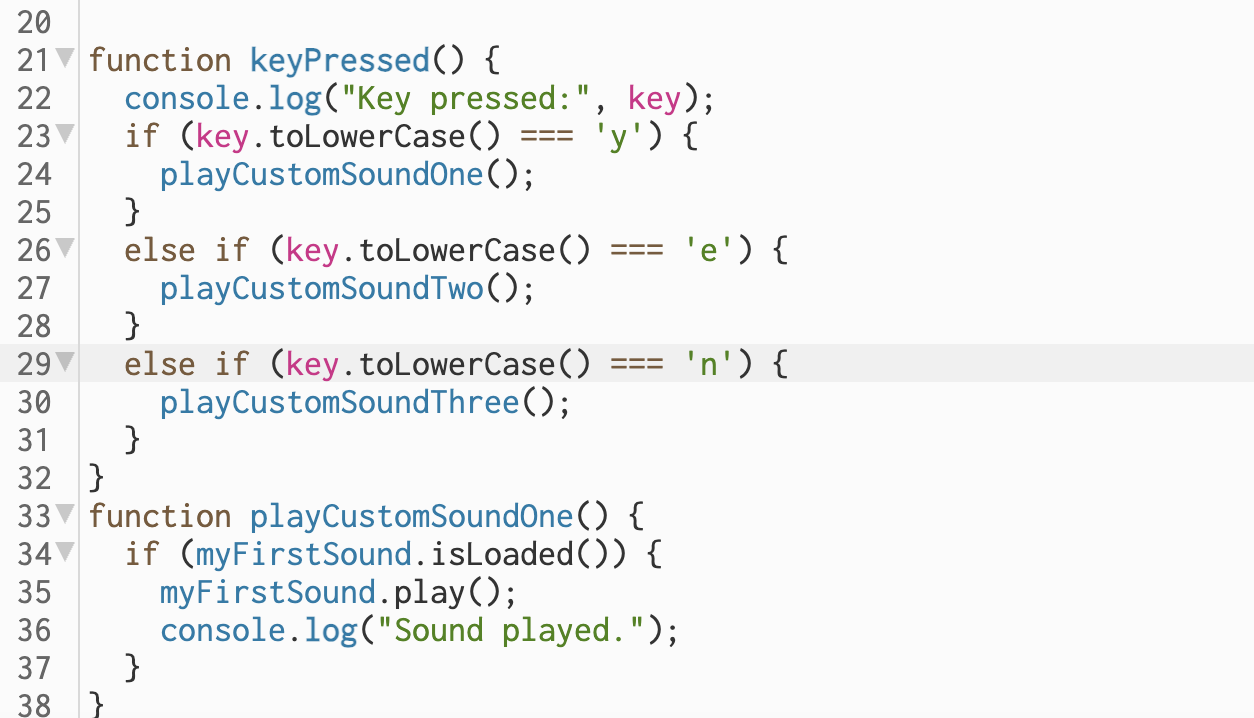 20
21 function keyPressed() {
22   console.log("Key pressed:", key);
23   if (key.toLowerCase() === 'y') {
24     playCustomSoundOne();
25   }
26   else if (key.toLowerCase() === 'e') {
27     playCustomSoundTwo();
28   }
29   else if (key.toLowerCase() === 'n') {
30     playCustomSoundThree();
31   }
32 }
33 function playCustomSoundOne() {
34   if (myFirstSound.isLoaded()) {
35     myFirstSound.play();
36     console.log("Sound played.");
37   }
38 }